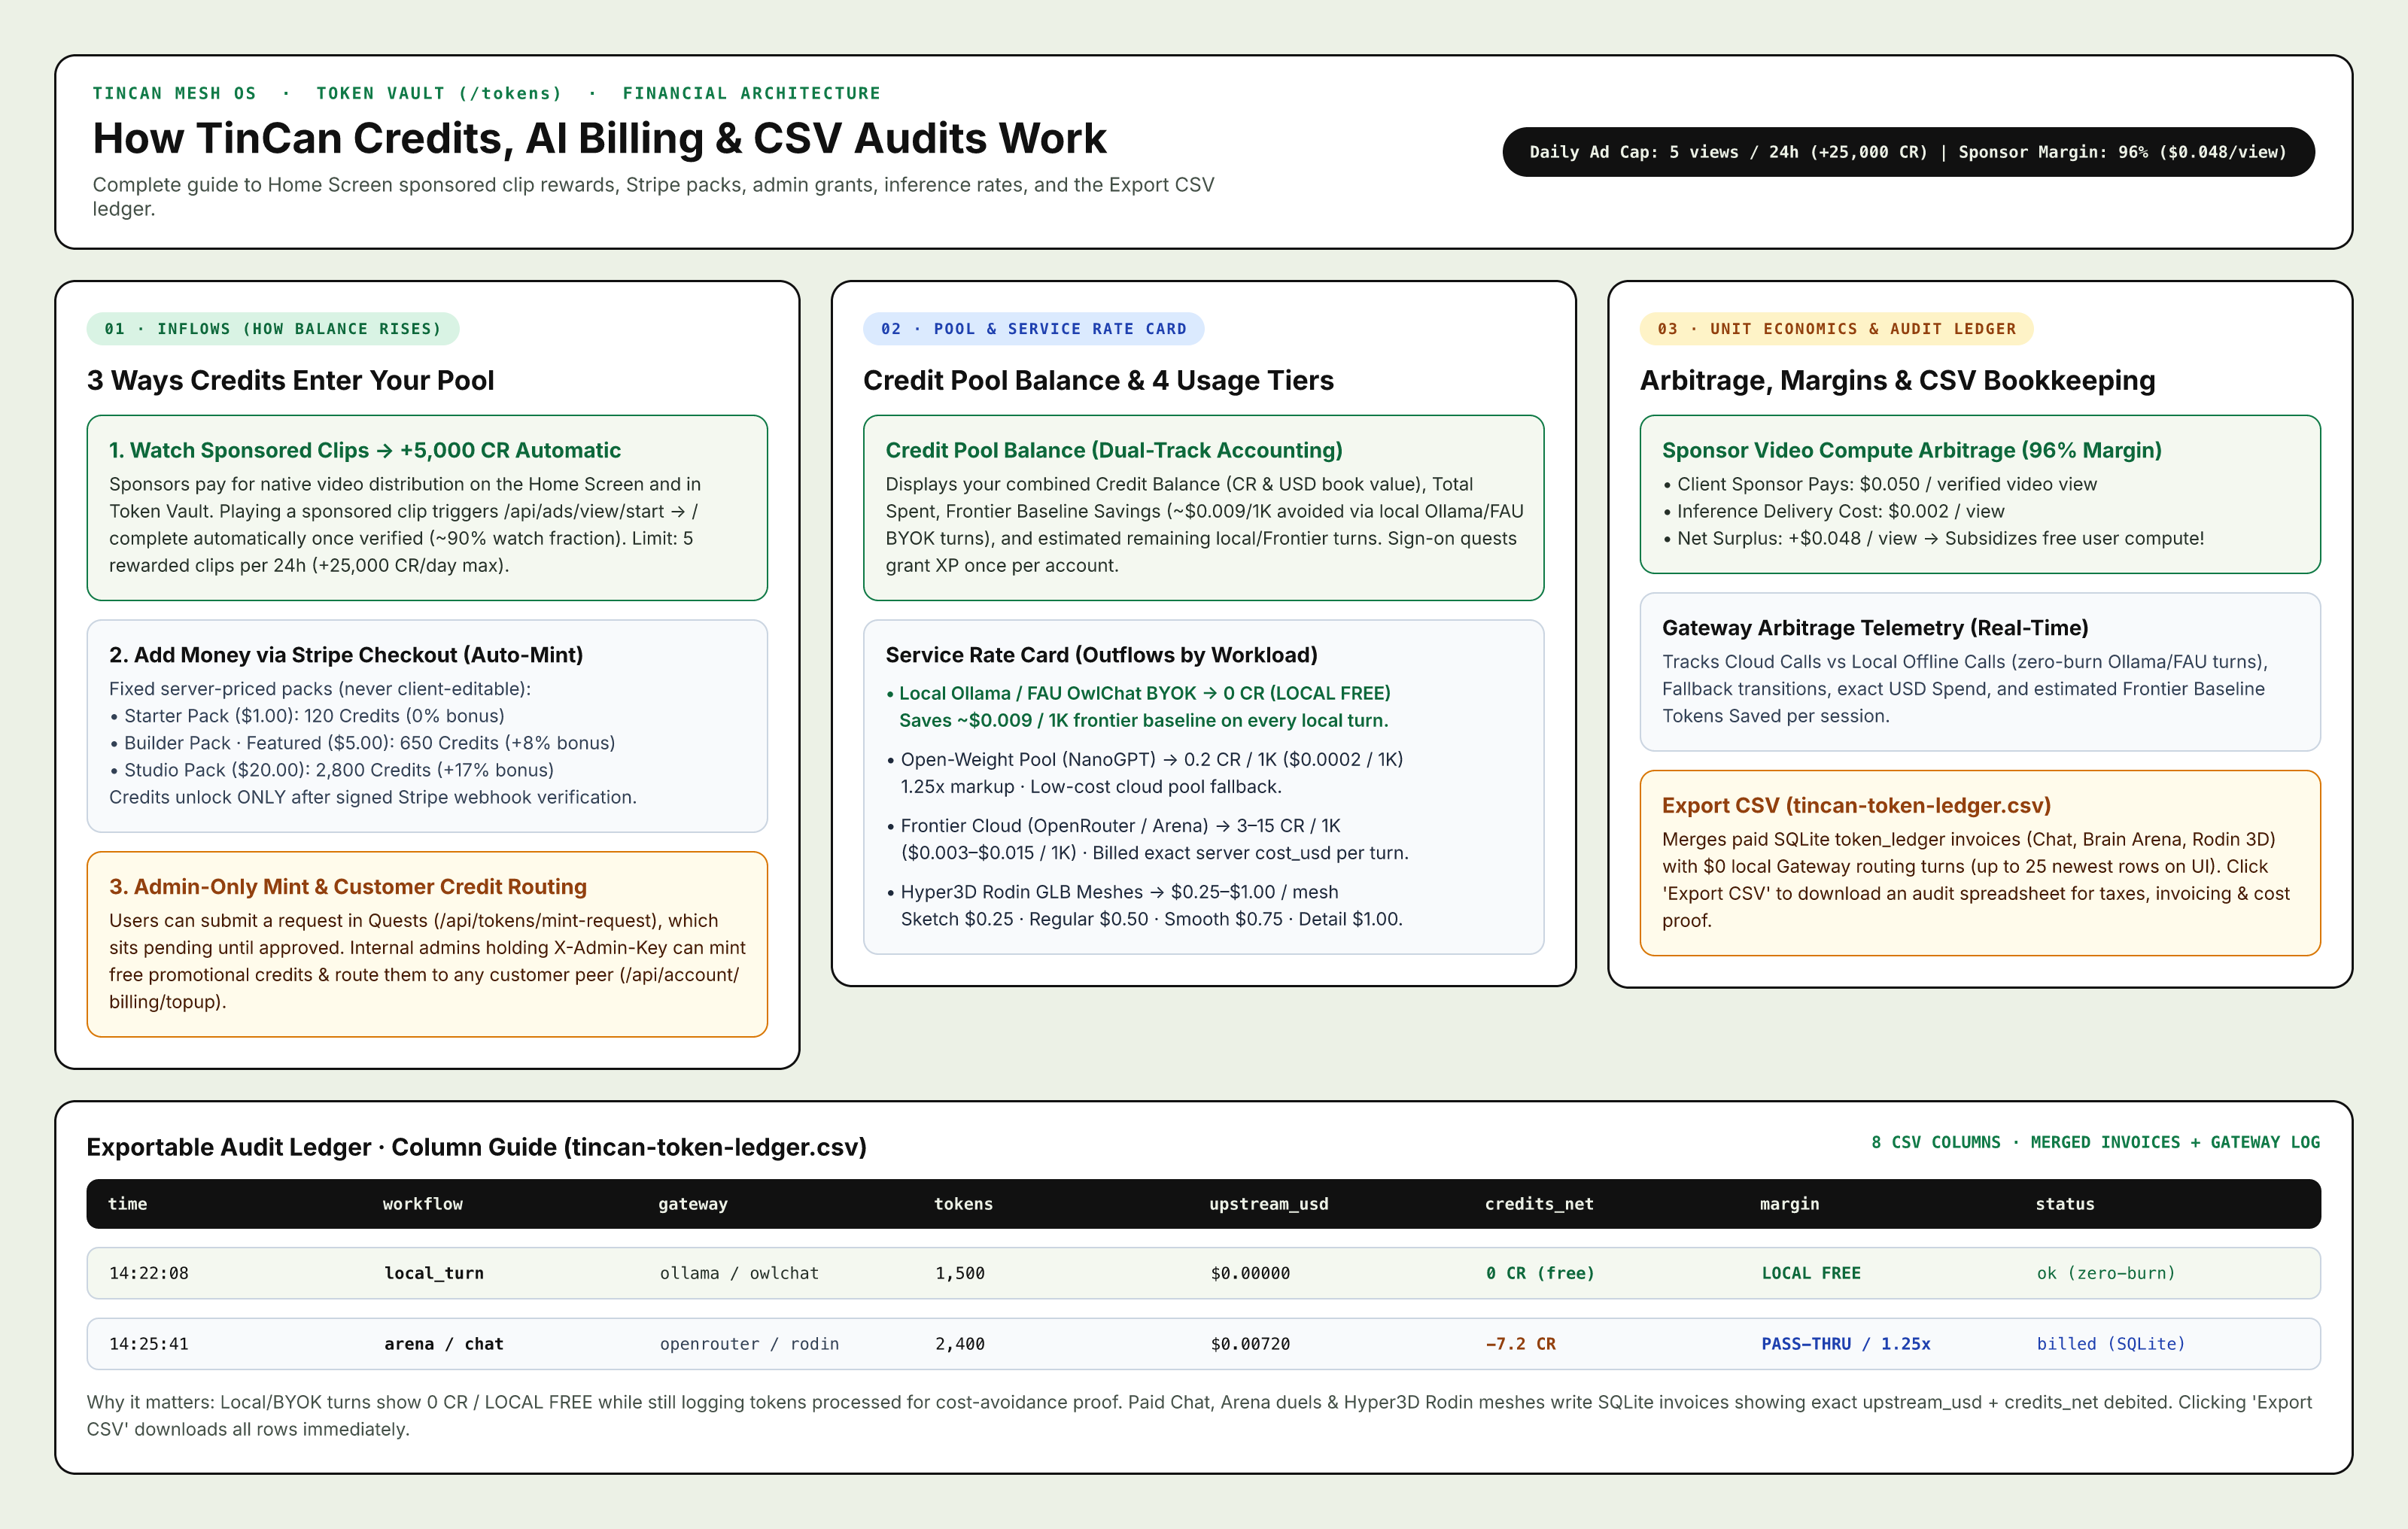 TINCAN MESH OS · TOKEN VAULT (/tokens) · FINANCIAL ARCHITECTURE
How TinCan Credits, AI Billing & CSV Audits Work
Complete guide to Home Screen sponsored clip rewards, Stripe packs, admin grants, inference rates, and the Export CSV
ledger.
Daily Ad Cap: 5 views / 24h (+25,000 CR) | Sponsor Margin: 96% ($0.048/view)
01 · INFLOWS (HOW BALANCE RISES)
3 Ways Credits Enter Your Pool
1. Watch Sponsored Clips → +5,000 CR Automatic
Sponsors pay for native video distribution on the Home Screen and in
Token Vault. Playing a sponsored clip triggers /api/ads/view/start → /
complete automatically once verified (~90% watch fraction). Limit: 5
rewarded clips per 24h (+25,000 CR/day max).
2. Add Money via Stripe Checkout (Auto-Mint)
Fixed server-priced packs (never client-editable):
• Starter Pack ($1.00): 120 Credits (0% bonus)
• Builder Pack · Featured ($5.00): 650 Credits (+8% bonus)
• Studio Pack ($20.00): 2,800 Credits (+17% bonus)
Credits unlock ONLY after signed Stripe webhook verification.
3. Admin-Only Mint & Customer Credit Routing
Users can submit a request in Quests (/api/tokens/mint-request), which
sits pending until approved. Internal admins holding X-Admin-Key can mint
free promotional credits & route them to any customer peer (/api/account/
billing/topup).
02 · POOL & SERVICE RATE CARD
Credit Pool Balance & 4 Usage Tiers
Credit Pool Balance (Dual-Track Accounting)
Displays your combined Credit Balance (CR & USD book value), Total
Spent, Frontier Baseline Savings (~$0.009/1K avoided via local Ollama/FAU
BYOK turns), and estimated remaining local/Frontier turns. Sign-on quests
grant XP once per account.
Service Rate Card (Outflows by Workload)
• Local Ollama / FAU OwlChat BYOK → 0 CR (LOCAL FREE)
Saves ~$0.009 / 1K frontier baseline on every local turn.
• Open-Weight Pool (NanoGPT) → 0.2 CR / 1K ($0.0002 / 1K)
1.25x markup · Low-cost cloud pool fallback.
• Frontier Cloud (OpenRouter / Arena) → 3–15 CR / 1K
($0.003–$0.015 / 1K) · Billed exact server cost_usd per turn.
• Hyper3D Rodin GLB Meshes → $0.25–$1.00 / mesh
Sketch $0.25 · Regular $0.50 · Smooth $0.75 · Detail $1.00.
03 · UNIT ECONOMICS & AUDIT LEDGER
Arbitrage, Margins & CSV Bookkeeping
Sponsor Video Compute Arbitrage (96% Margin)
• Client Sponsor Pays: $0.050 / verified video view
• Inference Delivery Cost: $0.002 / view
• Net Surplus: +$0.048 / view → Subsidizes free user compute!
Gateway Arbitrage Telemetry (Real-Time)
Tracks Cloud Calls vs Local Offline Calls (zero-burn Ollama/FAU turns),
Fallback transitions, exact USD Spend, and estimated Frontier Baseline
Tokens Saved per session.
Export CSV (tincan-token-ledger.csv)
Merges paid SQLite token_ledger invoices (Chat, Brain Arena, Rodin 3D)
with $0 local Gateway routing turns (up to 25 newest rows on UI). Click
'Export CSV' to download an audit spreadsheet for taxes, invoicing & cost
proof.
Exportable Audit Ledger · Column Guide (tincan-token-ledger.csv)
8 CSV COLUMNS · MERGED INVOICES + GATEWAY LOG
time workflow gateway tokens upstream_usd credits_net margin status
14:22:08 local_turn ollama / owlchat 1,500 $0.00000 0 CR (free) LOCAL FREE ok (zero−burn)
14:25:41 arena / chat openrouter / rodin 2,400 $0.00720 −7.2 CR PASS−THRU / 1.25x billed (SQLite)
Why it matters: Local/BYOK turns show 0 CR / LOCAL FREE while still logging tokens processed for cost-avoidance proof. Paid Chat, Arena duels & Hyper3D Rodin meshes write SQLite invoices showing exact upstream_usd + credits_net debited. Clicking 'Export
CSV' downloads all rows immediately.